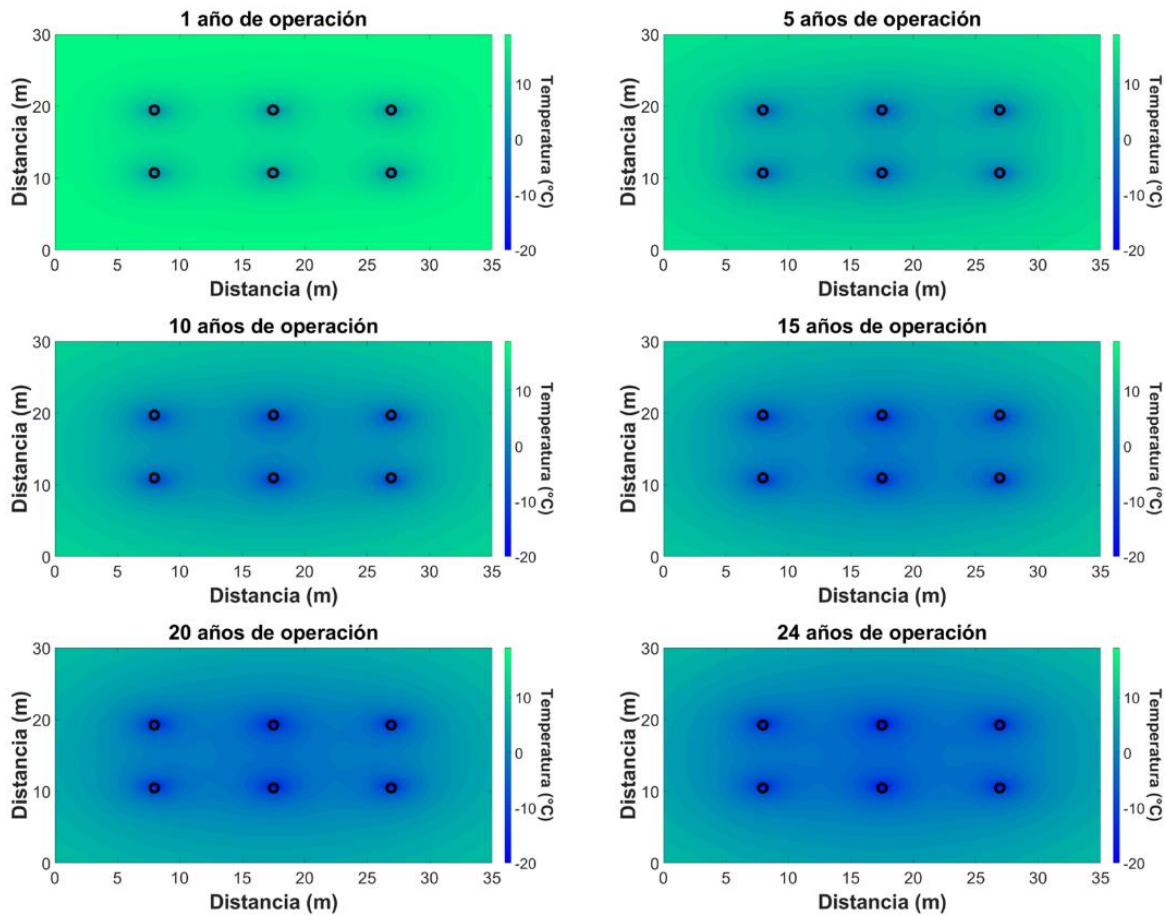 1 año de operación
30
20
10
0
Distancia (m)
0 5 10 15 20 25 30 35
Distancia (m)
10
0
-10
-20
Temperatura (°C)
5 años de operación
30
20
10
0
Distancia (m)
0 5 10 15 20 25 30 35
Distancia (m)
10
0
-10
-20
Temperatura (°C)
10 años de operación
30
20
10
0
Distancia (m)
0 5 10 15 20 25 30 35
Distancia (m)
10
0
-10
-20
Temperatura (°C)
15 años de operación
30
20
10
0
Distancia (m)
0 5 10 15 20 25 30 35
Distancia (m)
10
0
-10
-20
Temperatura (°C)
20 años de operación
30
20
10
0
Distancia (m)
0 5 10 15 20 25 30 35
Distancia (m)
10
0
-10
-20
Temperatura (°C)
24 años de operación
30
20
10
0
Distancia (m)
0 5 10 15 20 25 30 35
Distancia (m)
10
0
-10
-20
Temperatura (°C)